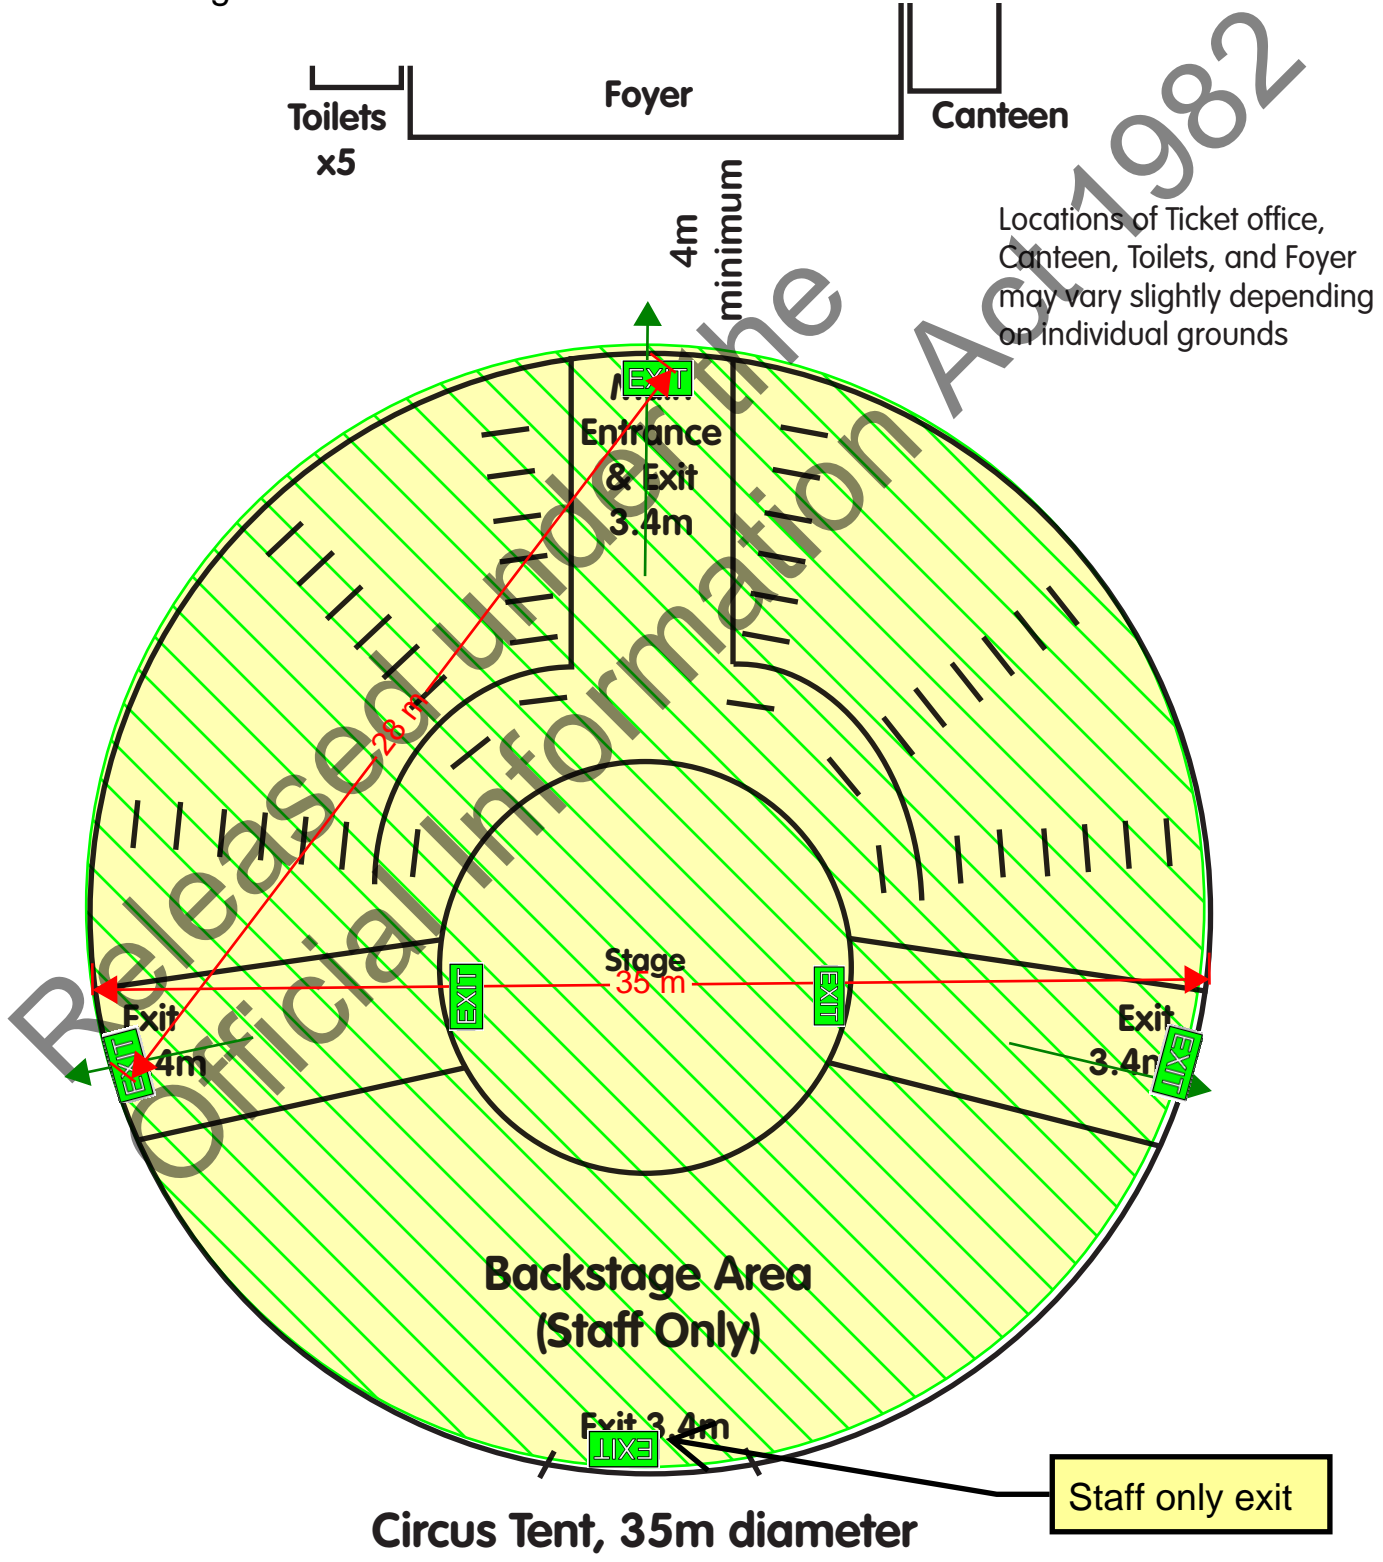 Foyer
Toilets
x5
Canteen
4m
minimum
Locations of Ticket office,
Canteen, Toilets, and Foyer
may vary slightly depending
on individual grounds
EXIT
Entrance
& Exit
3.4m
28 m
Stage
35 m
EXIT
EXIT
Exit
4m
EXIT
Exit
3.4m
EXIT
Backstage Area
(Staff Only)
Exit 3.4m
EXIT
Staff only exit
Circus Tent, 35m diameter
Released under the
Official Information Act 1982